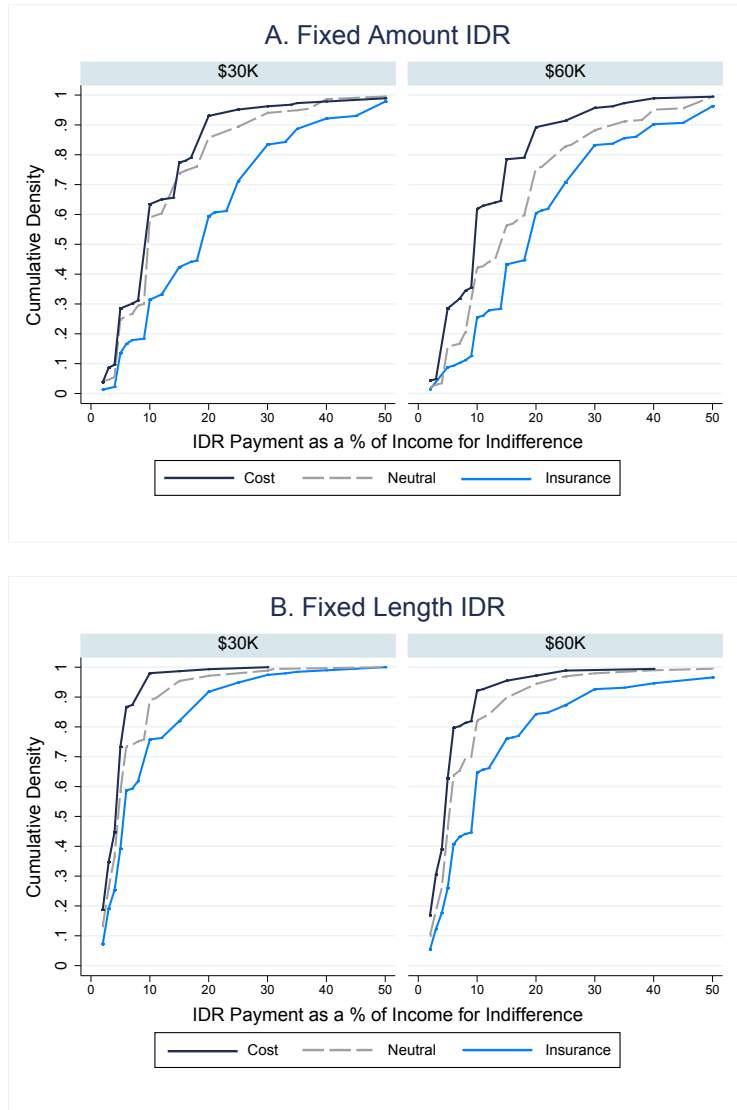 A. Fixed Amount IDR
$30K $60K
Cumulative Density
1
.9
.8
.7
.6
.5
.4
.3
.2
.1
0
0 10 20 30 40 50 0 10 20 30 40 50
IDR Payment as a % of Income for Indifference
Cost Neutral Insurance
B. Fixed Length IDR
$30K $60K
Cumulative Density
1
.9
.8
.7
.6
.5
.4
.3
.2
.1
0
0 10 20 30 40 50 0 10 20 30 40 50
IDR Payment as a % of Income for Indifference
Cost Neutral Insurance